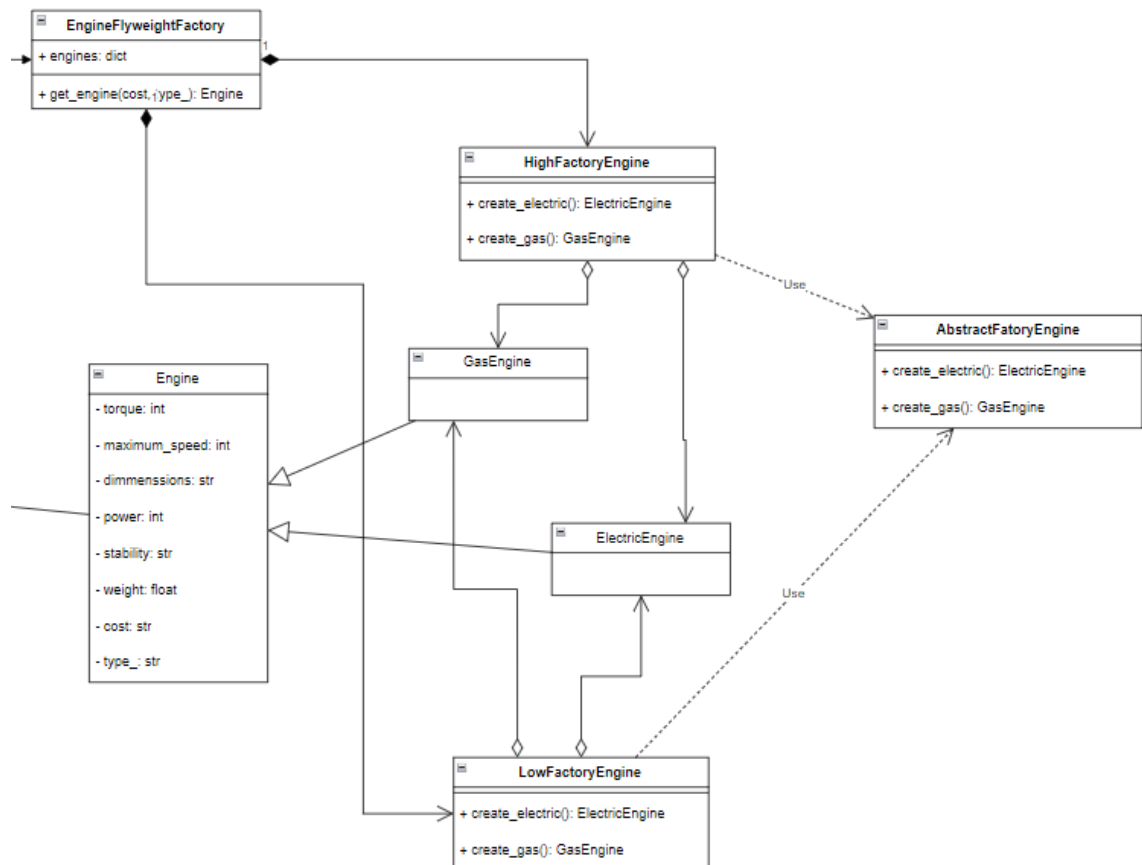 EngineFlyweightFactory
+ engines: dict
1
+ get_engine(cost, type_): Engine
HighFactoryEngine
+ create_electric(): ElectricEngine
+ create_gas(): GasEngine
Use
AbstractFatoryEngine
+ create_electric(): ElectricEngine
+ create_gas(): GasEngine
GasEngine
Engine
- torque: int
- maximum_speed: int
- dimmenssions: str
- power: int
- stability: str
- weight: float
- cost: str
- type_: str
ElectricEngine
Use
LowFactoryEngine
+ create_electric(): ElectricEngine
+ create_gas(): GasEngine